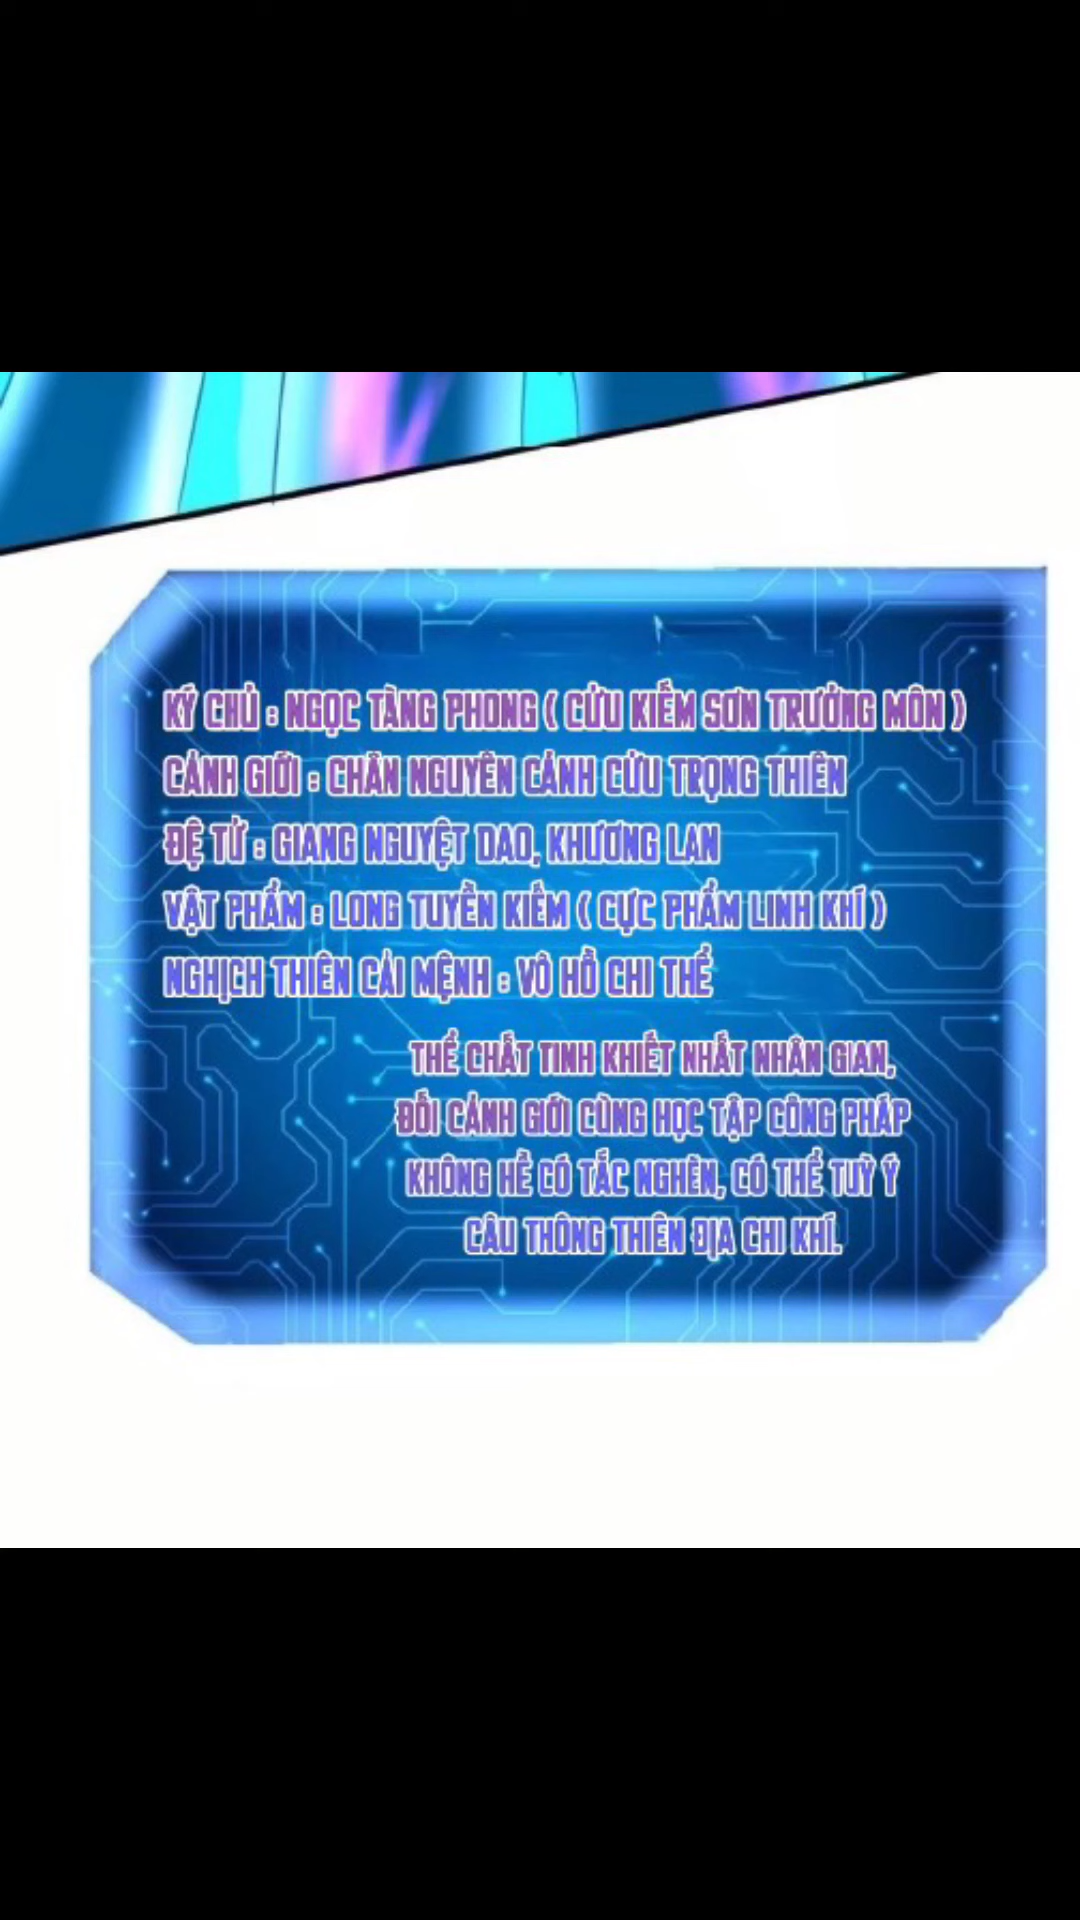 KÝ CHỦ : NGỌC TÀNG PHONG ( CỬU KIẾM SƠN TRƯỞNG MÔN )
CẢNH GIỚI : CHÂN NGUYÊN CẢNH CỬU TRỌNG THIÊN
ĐỆ TỬ : GIANG NGUYỆT DAO, KHƯƠNG LAN
VẬT PHẨM : LONG TUYỀN KIẾM ( CỰC PHẨM LINH KHÍ )
NGHỊCH THIÊN CẢI MỆNH : VÔ HỒ CHI THỂ
THỂ CHẤT TINH KHIẾT NHẤT NHÂN GIAN,
ĐỐI CẢNH GIỚI CÙNG HỌC TẬP CÔNG PHÁP
KHÔNG HỀ CÓ TẮC NGHẼN, CÓ THỂ TUỲ Ý
CÂU THÔNG THIÊN ĐỊA CHI KHÍ.